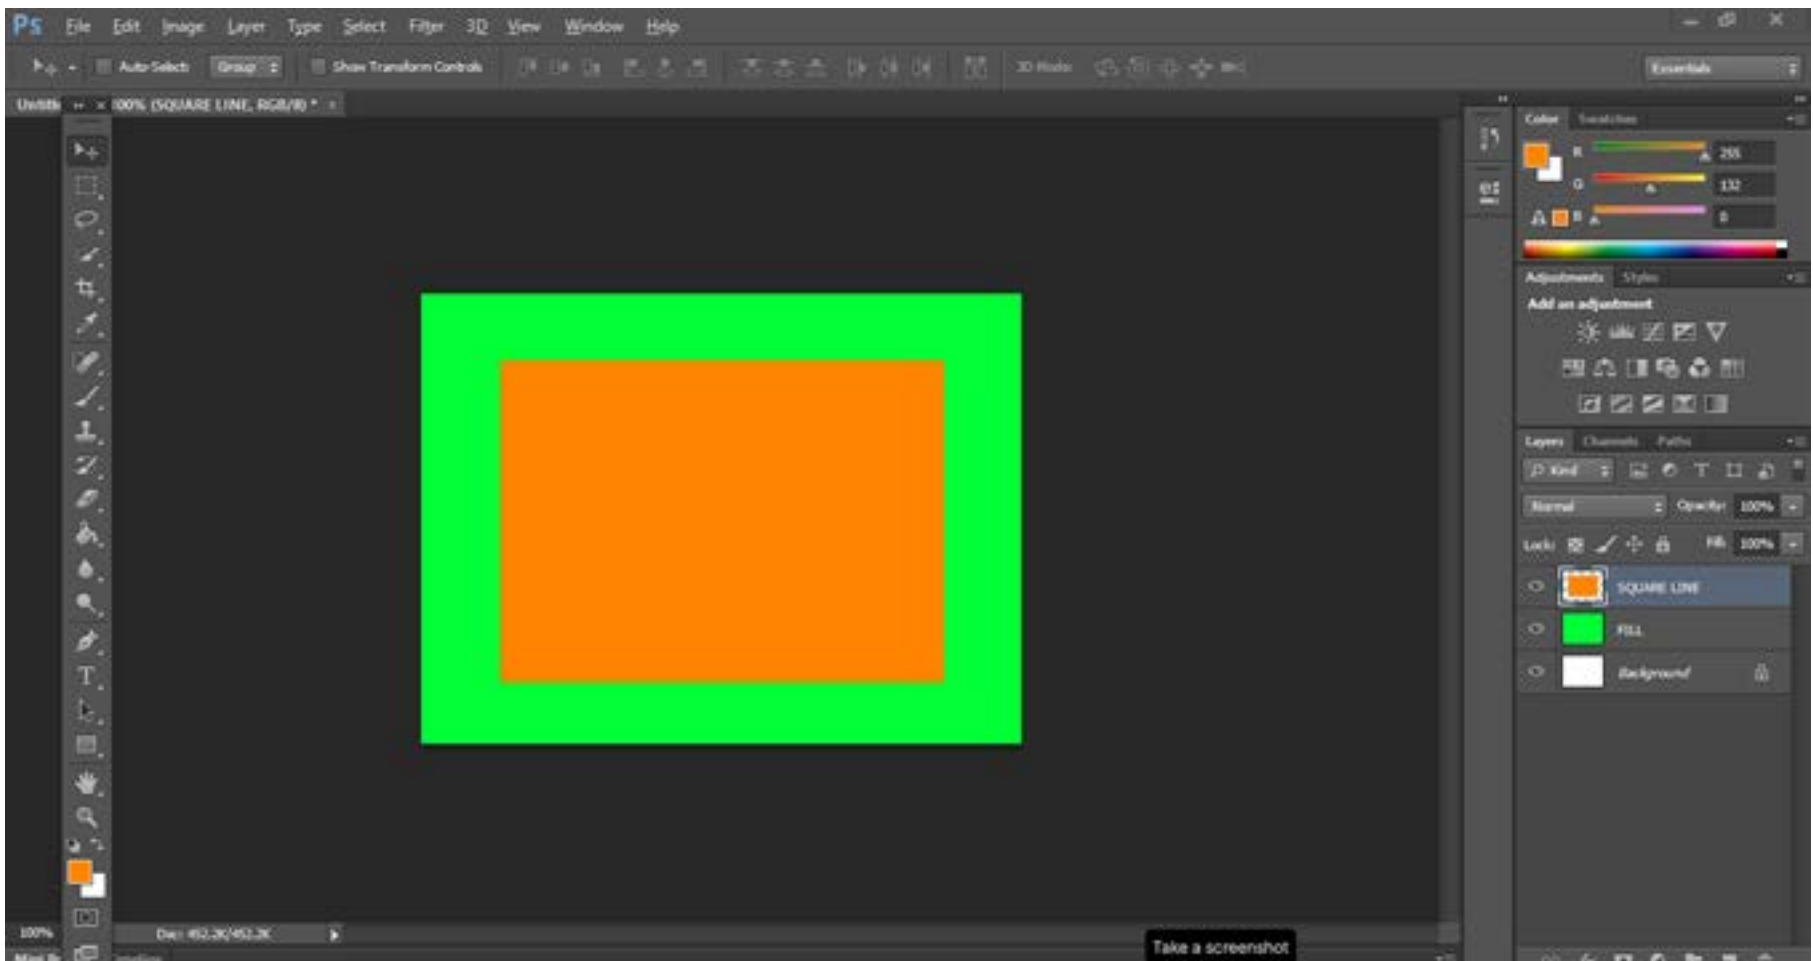 Ps File Edit Image Layer Type Select Filter 3D View Window Help
Auto-Select: Group Show Transform Controls 3D Mode: Essentials
100% (SQUARE LINE, RGB/8) * ×
Color Swatches
R 255
G 132
B 0
Adjustments Styles
Add an adjustment
Layers Channels Paths
Kind
Normal Opacity: 100%
Lock: Fill: 100%
SQUARE LINE
FILL
Background
100% Doc: 452.2K/452.2K
Take a screenshot